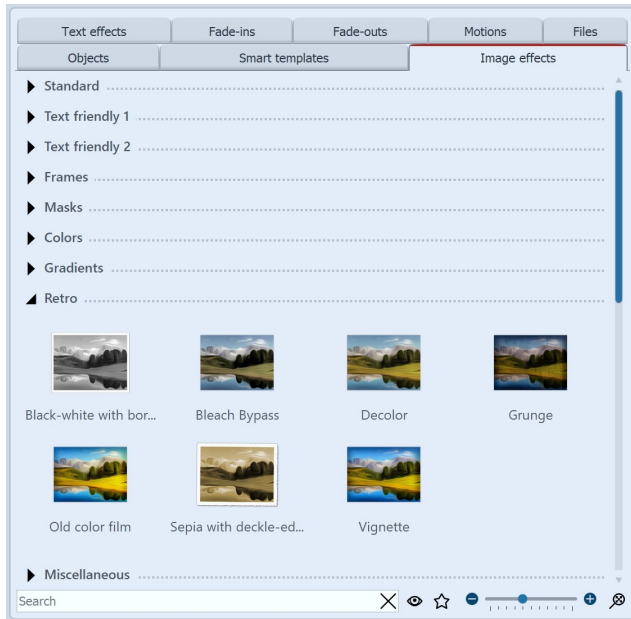 Text effects Fade-ins Fade-outs Motions Files
Objects Smart templates Image effects
Standard
Text friendly 1
Text friendly 2
Frames
Masks
Colors
Gradients
Retro
Black-white with bor... Bleach Bypass Decolor Grunge
Old color film Sepia with deckle-ed... Vignette
Miscellaneous
Search